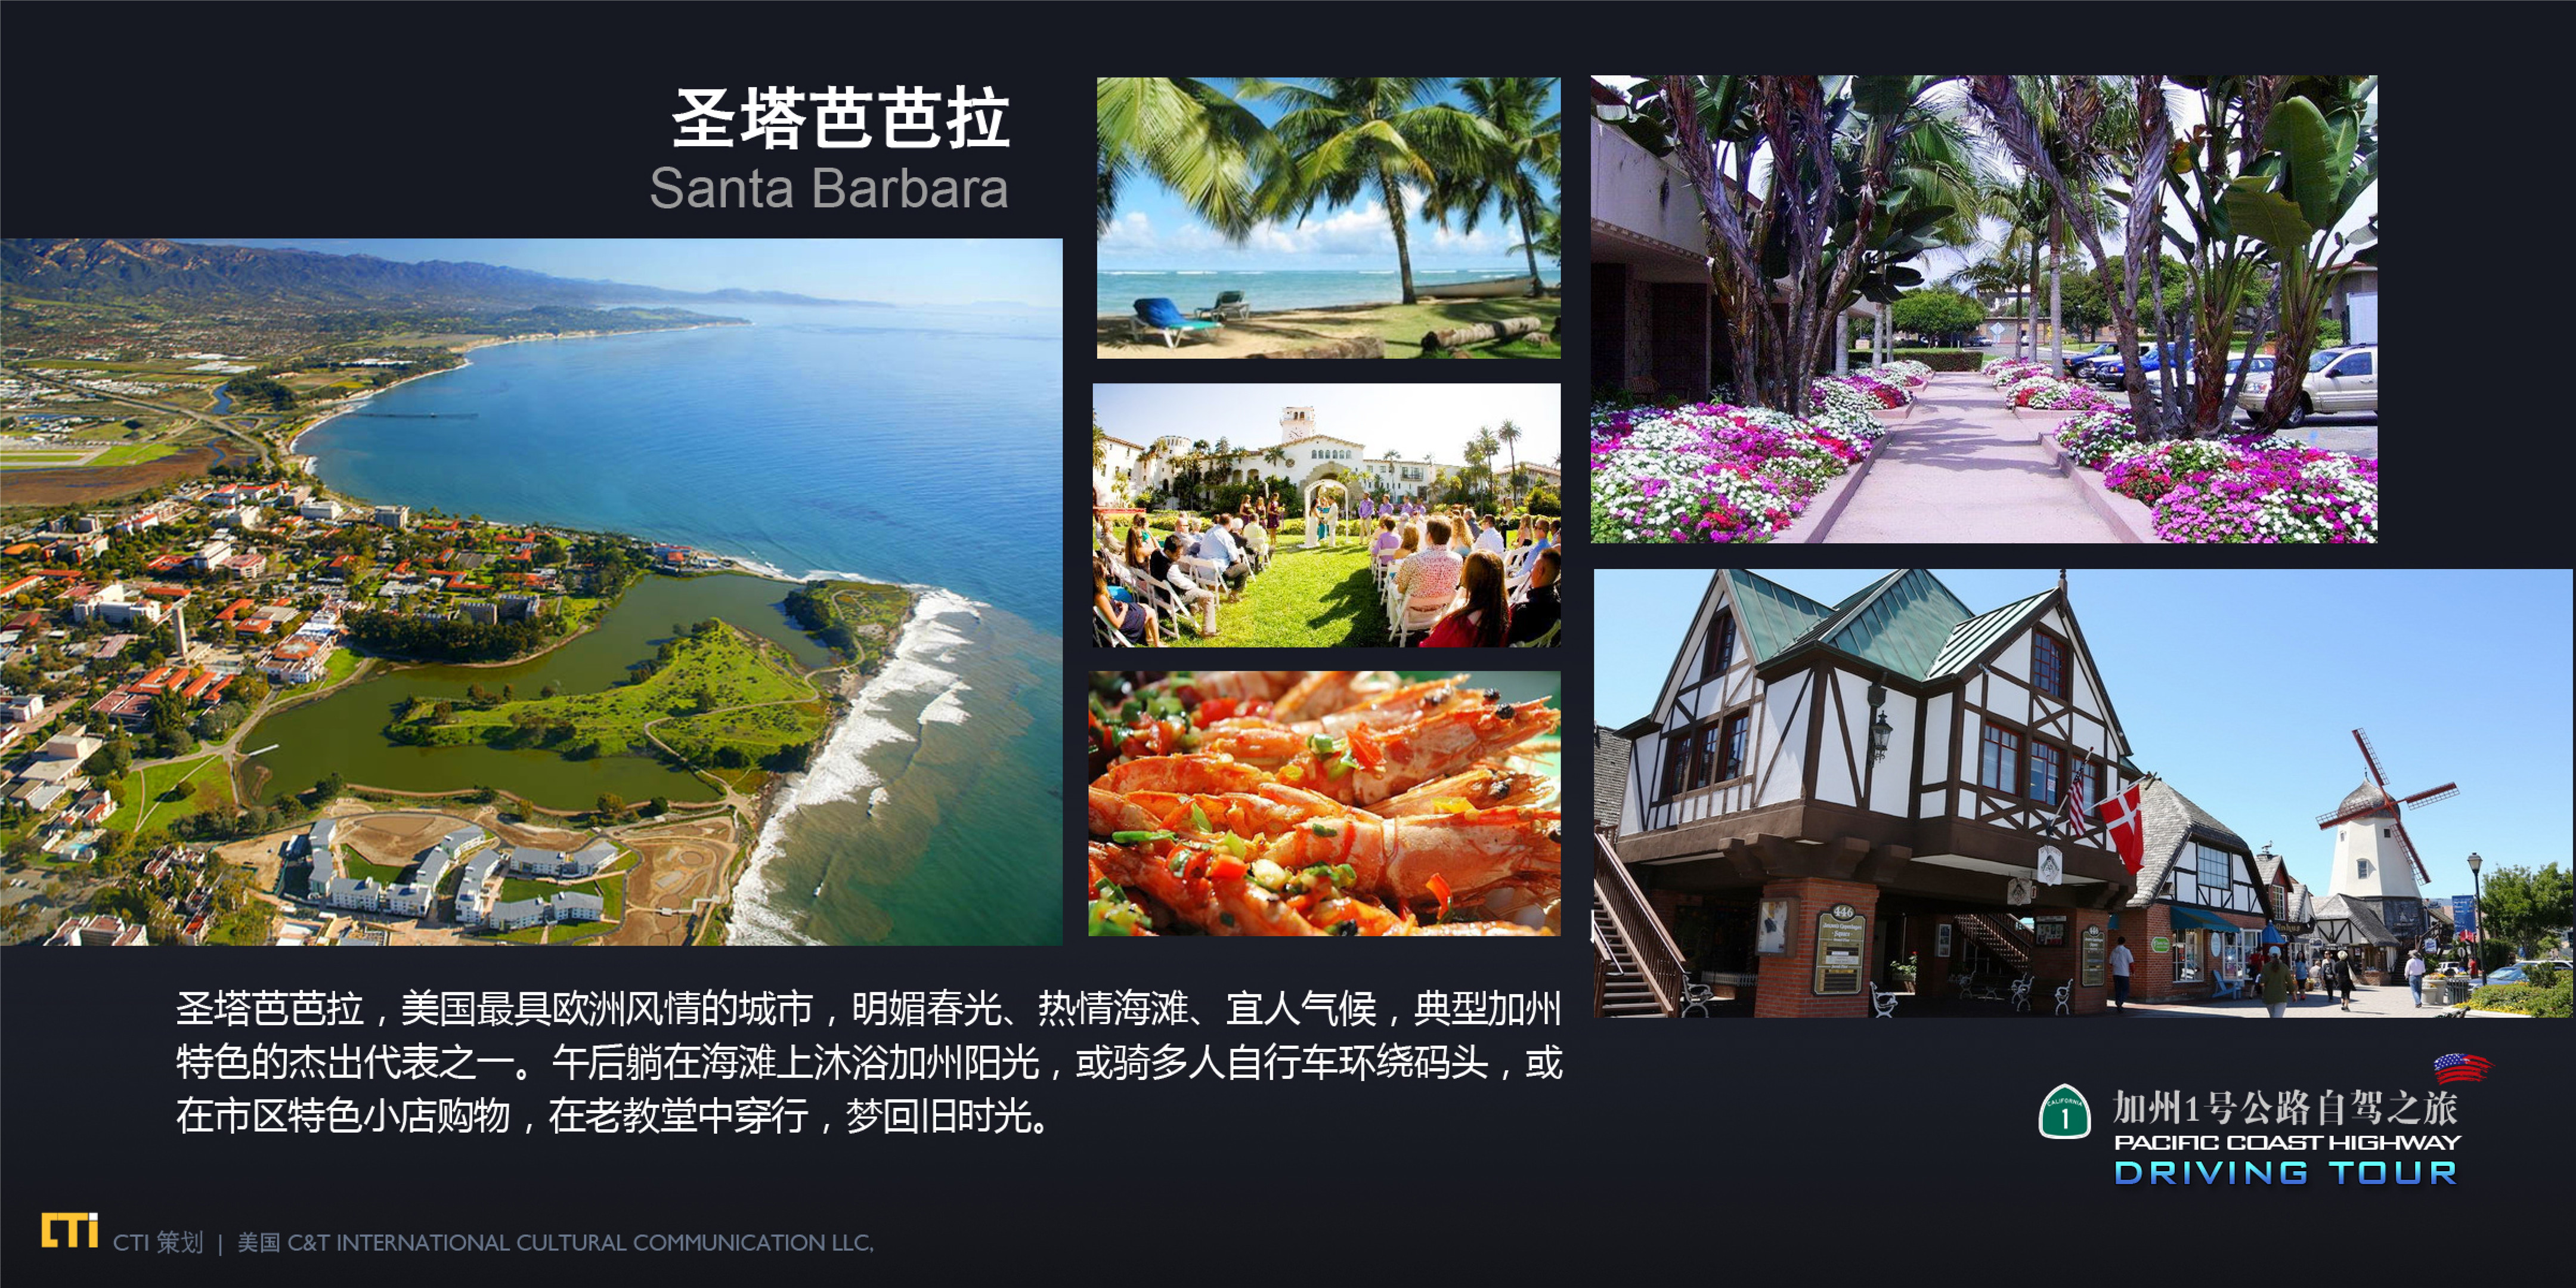 圣塔芭芭拉
Santa Barbara
446
圣塔芭芭拉，美国最具欧洲风情的城市，明媚春光、热情海滩、宜人气候，典型加州
特色的杰出代表之一。午后躺在海滩上沐浴加州阳光，或骑多人自行车环绕码头，或
在市区特色小店购物，在老教堂中穿行，梦回旧时光。
CALIFORNIA
1
加州1号公路自驾之旅
PACIFIC COAST HIGHWAY
DRIVING TOUR
CTI CTI 策划 | 美国 C&T INTERNATIONAL CULTURAL COMMUNICATION LLC,